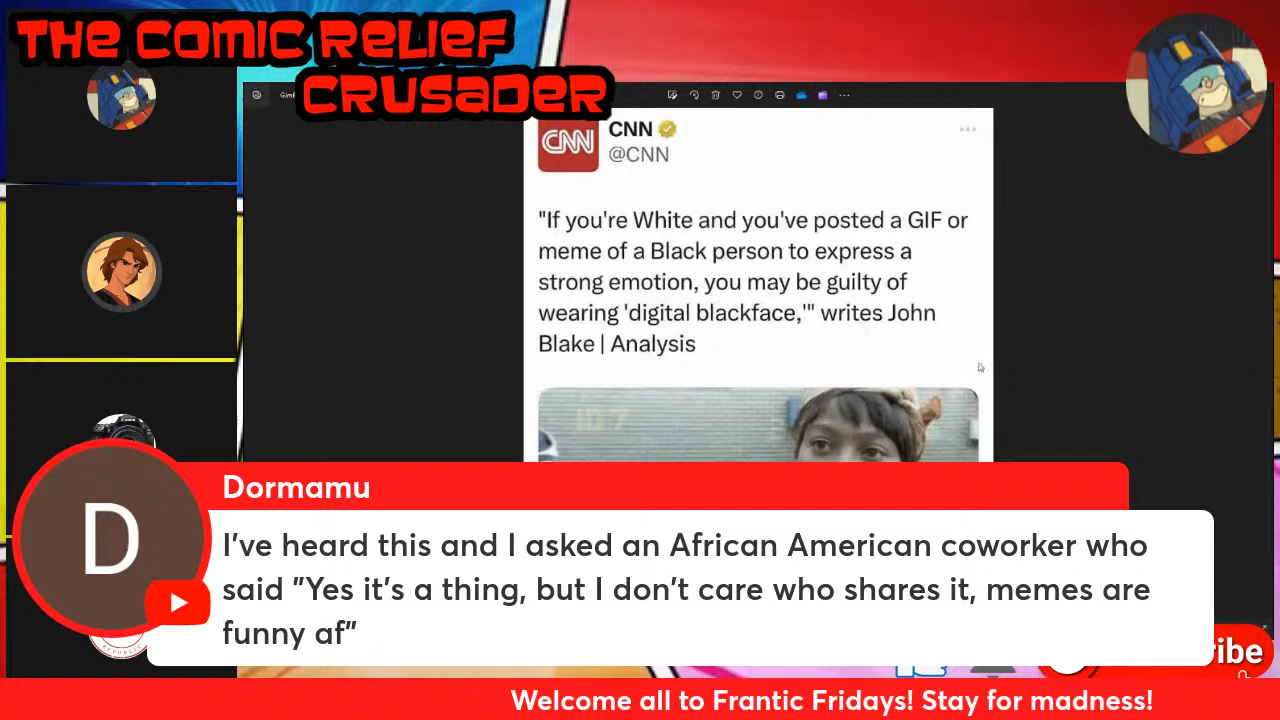 THE COMIC RELIEF
CRUSADER
CNN
CNN
@CNN
"If you're White and you've posted a GIF or
meme of a Black person to express a
strong emotion, you may be guilty of
wearing 'digital blackface,'" writes John
Blake | Analysis
Dormamu
D
I've heard this and I asked an African American coworker who
said "Yes it's a thing, but I don't care who shares it, memes are
funny af"
REPUBLIC
ribe
Welcome all to Frantic Fridays! Stay for madness!